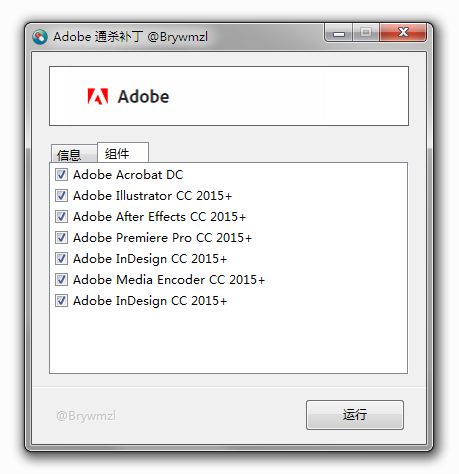 Adobe 通杀补丁 @Brywmzl
Adobe
信息 组件
Adobe Acrobat DC
Adobe Illustrator CC 2015+
Adobe After Effects CC 2015+
Adobe Premiere Pro CC 2015+
Adobe InDesign CC 2015+
Adobe Media Encoder CC 2015+
Adobe InDesign CC 2015+
@Brywmzl 运行